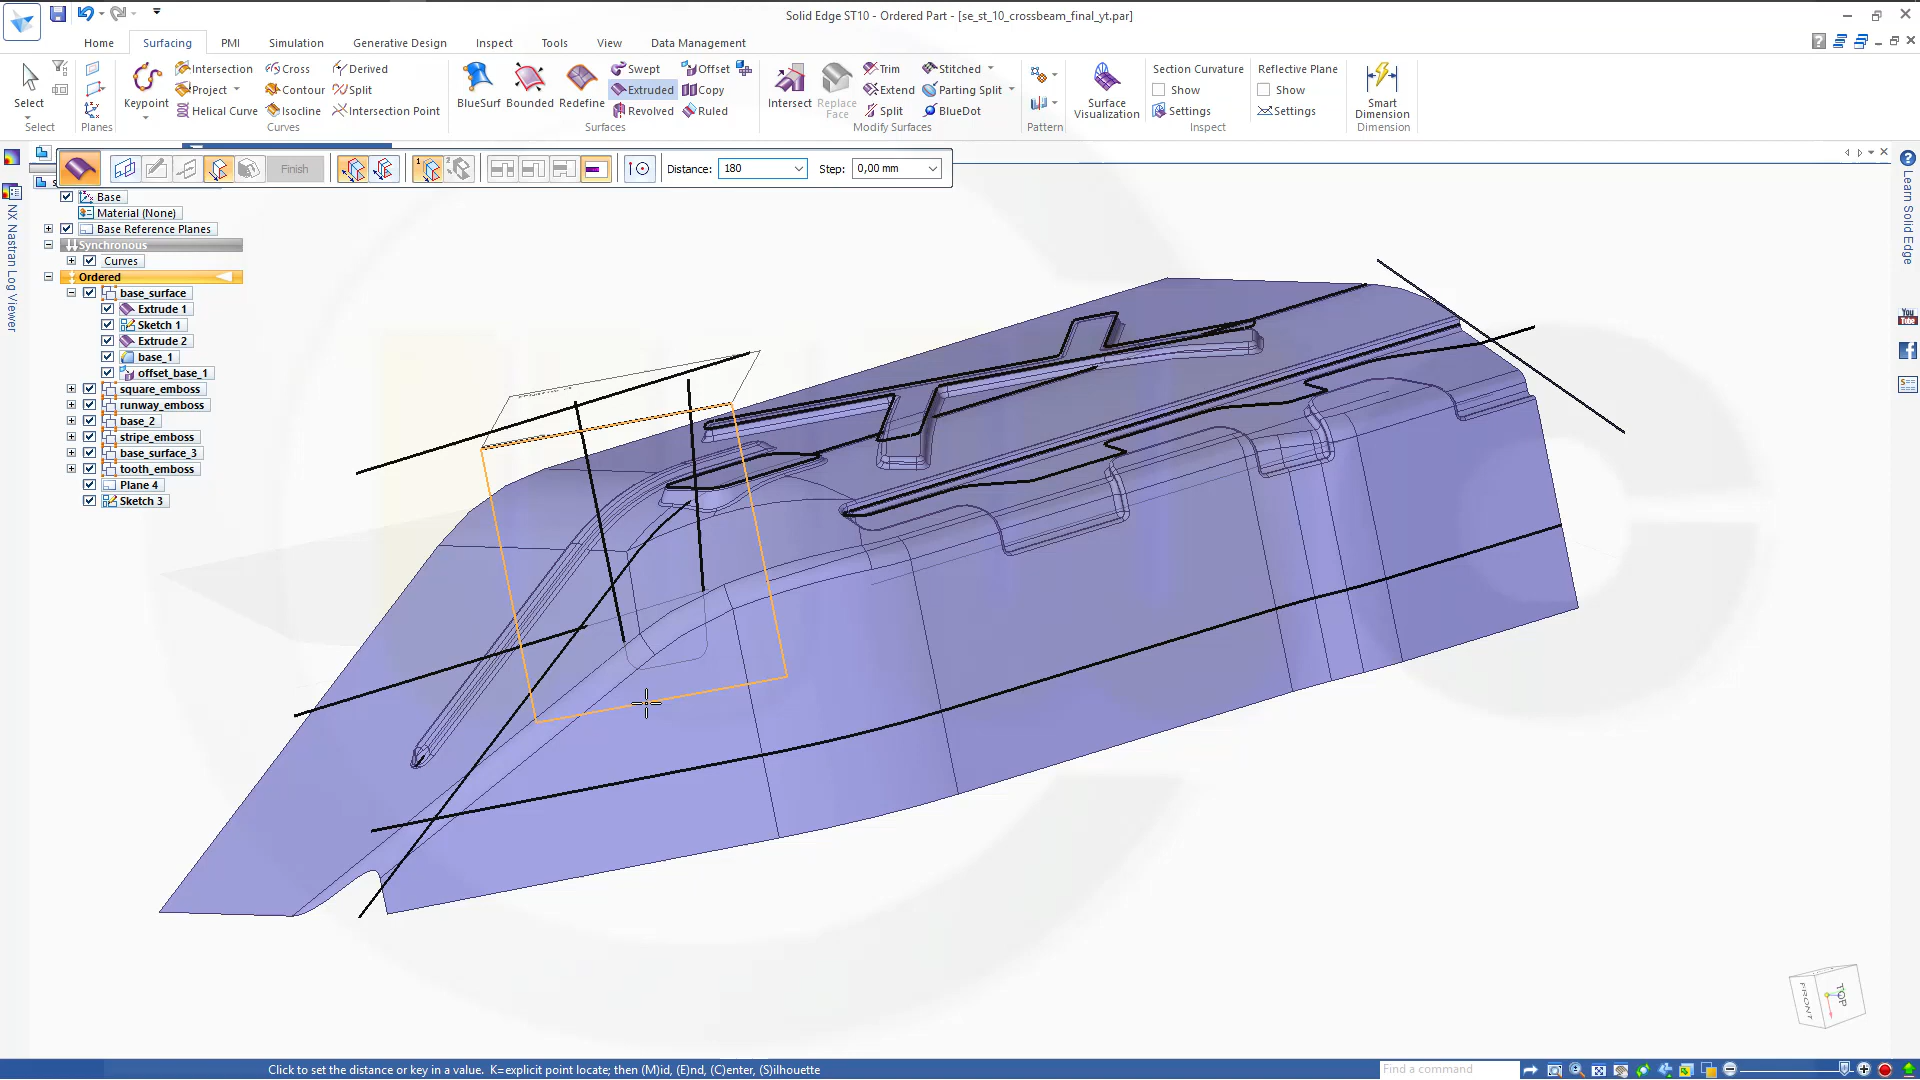 Solid Edge ST10 - Ordered Part - [se_st_10_crossbeam_final_yt.par]
Home Surfacing PMI Simulation Generative Design Inspect Tools View Data Management
Select
Select
Planes
Keypoint
Intersection
Project
Helical Curve
Cross
Contour
Isocline
Derived
Split
Intersection Point
Curves
BlueSurf
Bounded
Redefine
Swept
Extruded
Revolved
Offset
Copy
Ruled
Surfaces
Intersect
Replace Face
Trim
Extend
Split
Stitched
Parting Split
BlueDot
Modify Surfaces
Pattern
Surface Visualization
Section Curvature
Show
Settings
Inspect
Reflective Plane
Show
Settings
Smart Dimension
Dimension
Finish
Distance: 180
Step: 0,00 mm
Base
Material (None)
Base Reference Planes
Synchronous
Curves
Ordered
base_surface
Extrude 1
Sketch 1
Extrude 2
base_1
offset_base_1
square_emboss
runway_emboss
base_2
stripe_emboss
base_surface_3
tooth_emboss
Plane 4
Sketch 3
NX Nastran Log Viewer
Learn Solid Edge
You
Tube
FRONT
TOP
Click to set the distance or key in a value. K=explicit point locate; then (M)id, (E)nd, (C)enter, (S)ilhouette
Find a command